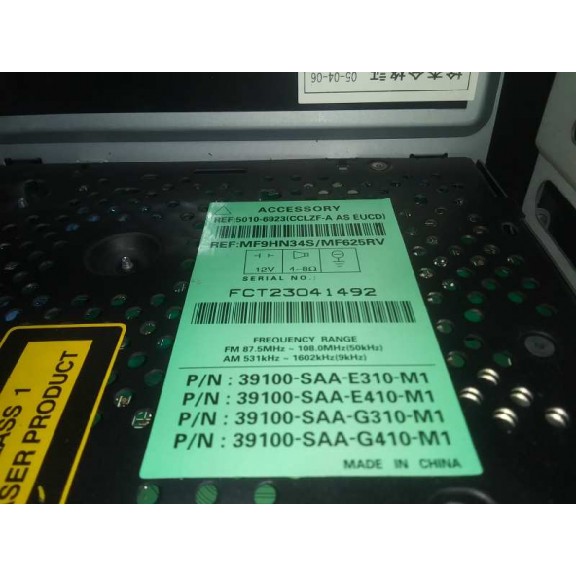 05-04-06
ACCESSORY
REF:5010-6923(CCLZF-A AS EUCD)
REF:MF9HN34S/MF625RV
12V 4-8Ω
SERIAL NO.:
FCT23041492
FREQUENCY RANGE
FM 87.5MHz ~ 108.0MHz(50kHz)
AM 531kHz ~ 1602kHz(9kHz)
P/N : 39100-SAA-E310-M1
P/N : 39100-SAA-E410-M1
P/N : 39100-SAA-G310-M1
P/N : 39100-SAA-G410-M1
MADE IN CHINA
CLASS 1
LASER PRODUCT